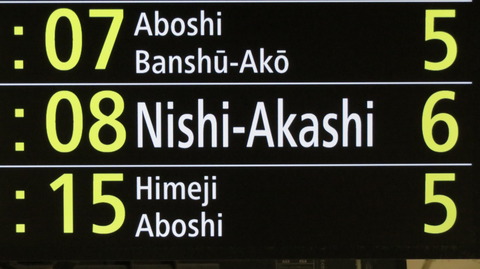 :07 Aboshi Banshū-Akō 5
:08 Nishi-Akashi 6
:15 Himeji Aboshi 5